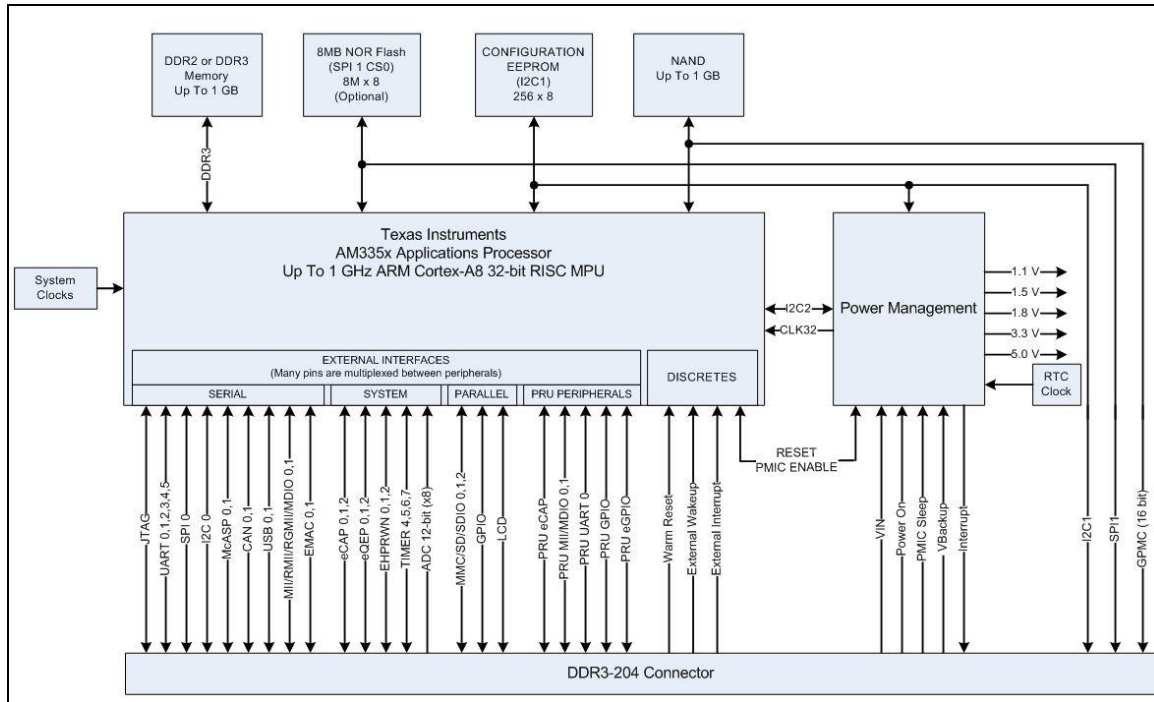 DDR2 or DDR3
Memory
Up To 1 GB
8MB NOR Flash
(SPI 1 CS0)
8M x 8
(Optional)
CONFIGURATION
EEPROM
(I2C1)
256 x 8
NAND
Up To 1 GB
DDR3
Texas Instruments
AM335x Applications Processor
Up To 1 GHz ARM Cortex-A8 32-bit RISC MPU
System
Clocks
I2C2
CLK32
Power Management
1.1 V
1.5 V
1.8 V
3.3 V
5.0 V
RTC
Clock
EXTERNAL INTERFACES
(Many pins are multiplexed between peripherals)
SERIAL
SYSTEM
PARALLEL
PRU PERIPHERALS
DISCRETES
RESET
PMIC ENABLE
JTAG
UART 0,1,2,3,4,5
SPI 0
I2C 0
McASP 0,1
CAN 0,1
USB 0,1
MII/RMII/RGMII/MDIO 0,1
EMAC 0,1
eCAP 0,1,2
eQEP 0,1,2
EHPRWN 0,1,2
TIMER 4,5,6,7
ADC 12-bit (x8)
MMC/SD/SDIO 0,1,2
GPIO
LCD
PRU eCAP
PRU MII/MDIO 0,1
PRU UART 0
PRU GPIO
PRU eGPIO
Warm Reset
External Wakeup
External Interrupt
VIN
Power On
PMIC Sleep
VBackup
Interrupt
I2C1
SPI1
GPMC (16 bit)
DDR3-204 Connector